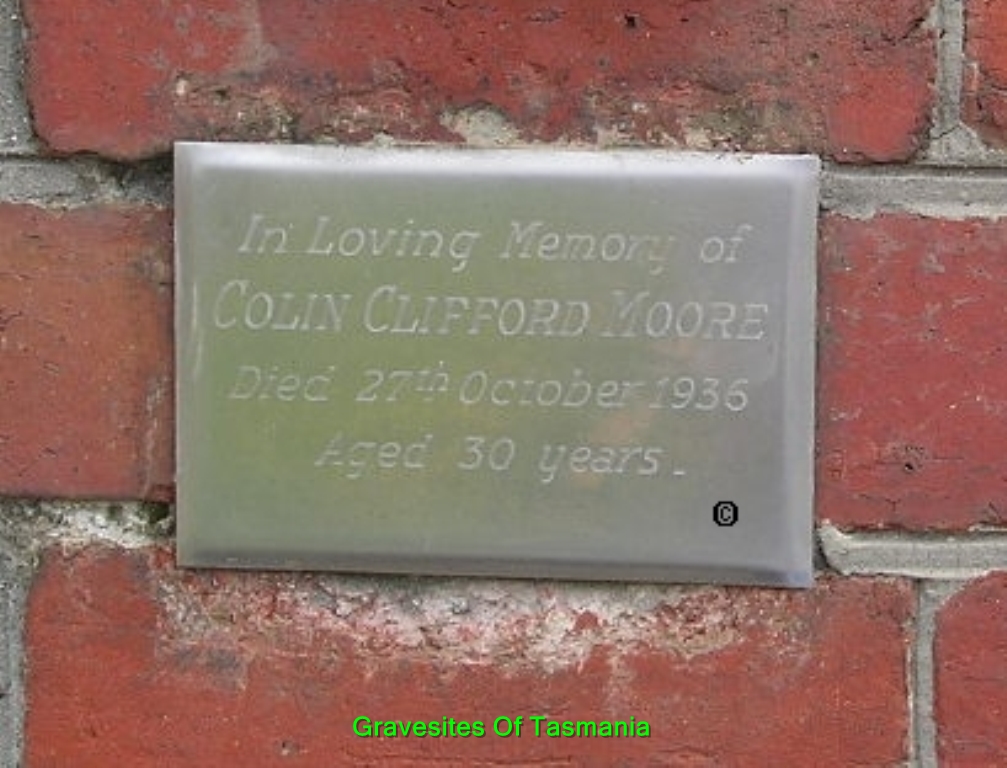 In Loving Memory of
COLIN CLIFFORD MOORE
Died 27th October 1936
Aged 30 years.
©
Gravesites Of Tasmania